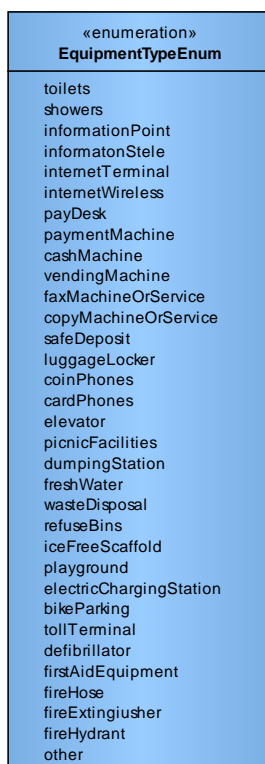 «enumeration»
EquipmentTypeEnum
toilets
showers
informationPoint
informatonStele
internetTerminal
internetWireless
payDesk
paymentMachine
cashMachine
vendingMachine
faxMachineOrService
copyMachineOrService
safeDeposit
luggageLocker
coinPhones
cardPhones
elevator
picnicFacilities
dumpingStation
freshWater
wasteDisposal
refuseBins
iceFreeScaffold
playground
electricChargingStation
bikeParking
tollTerminal
defibrillator
firstAidEquipment
fireHose
fireExtingiusher
fireHydrant
other